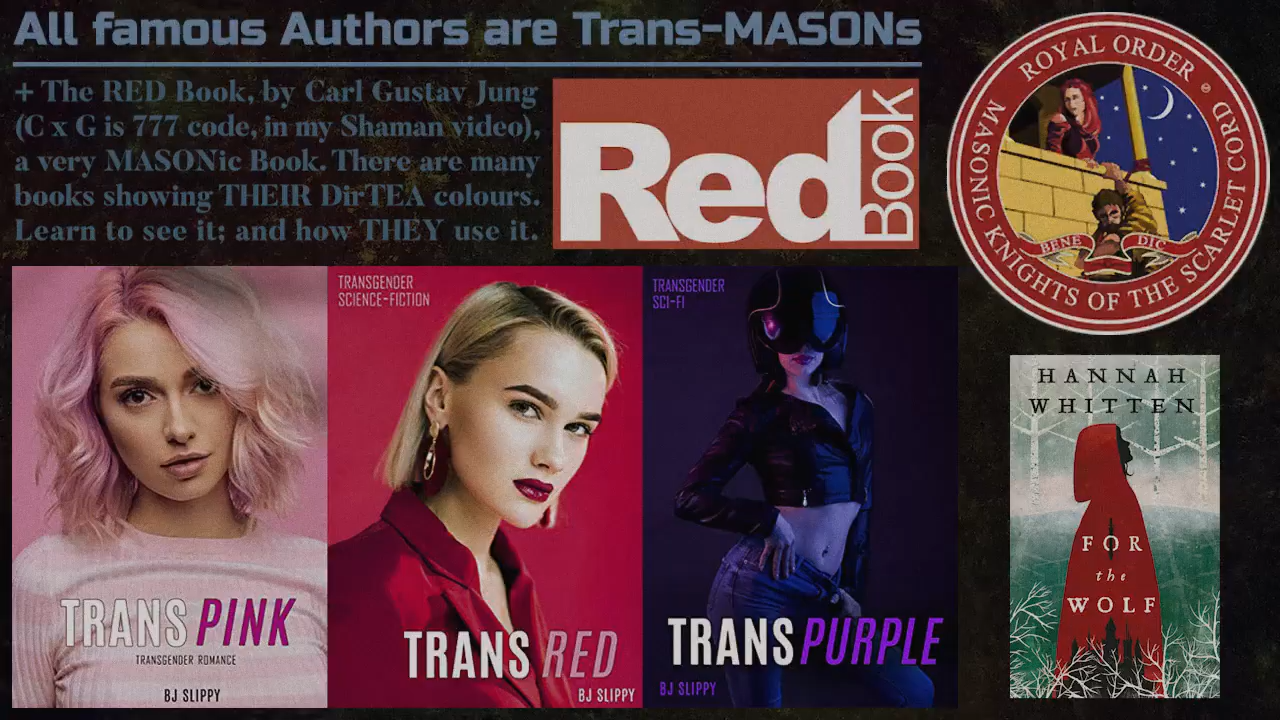 All famous Authors are Trans-MASONs
+ The RED Book, by Carl Gustav Jung
(C x G is 777 code, in my Shaman video),
a very MASONic Book. There are many
books showing THEIR DirTEA colours.
Learn to see it; and how THEY use it.
Red
BOOK
ROYAL ORDER
MASONIC KNIGHTS OF THE SCARLET CORD
BENE DIC
TRANS PINK
TRANSGENDER ROMANCE
BJ SLIPPY
TRANSGENDER
SCIENCE-FICTION
TRANS RED
BJ SLIPPY
TRANSGENDER
SCI-FI
TRANS PURPLE
BJ SLIPPY
HANNAH
WHITTEN
FOR
the
WOLF